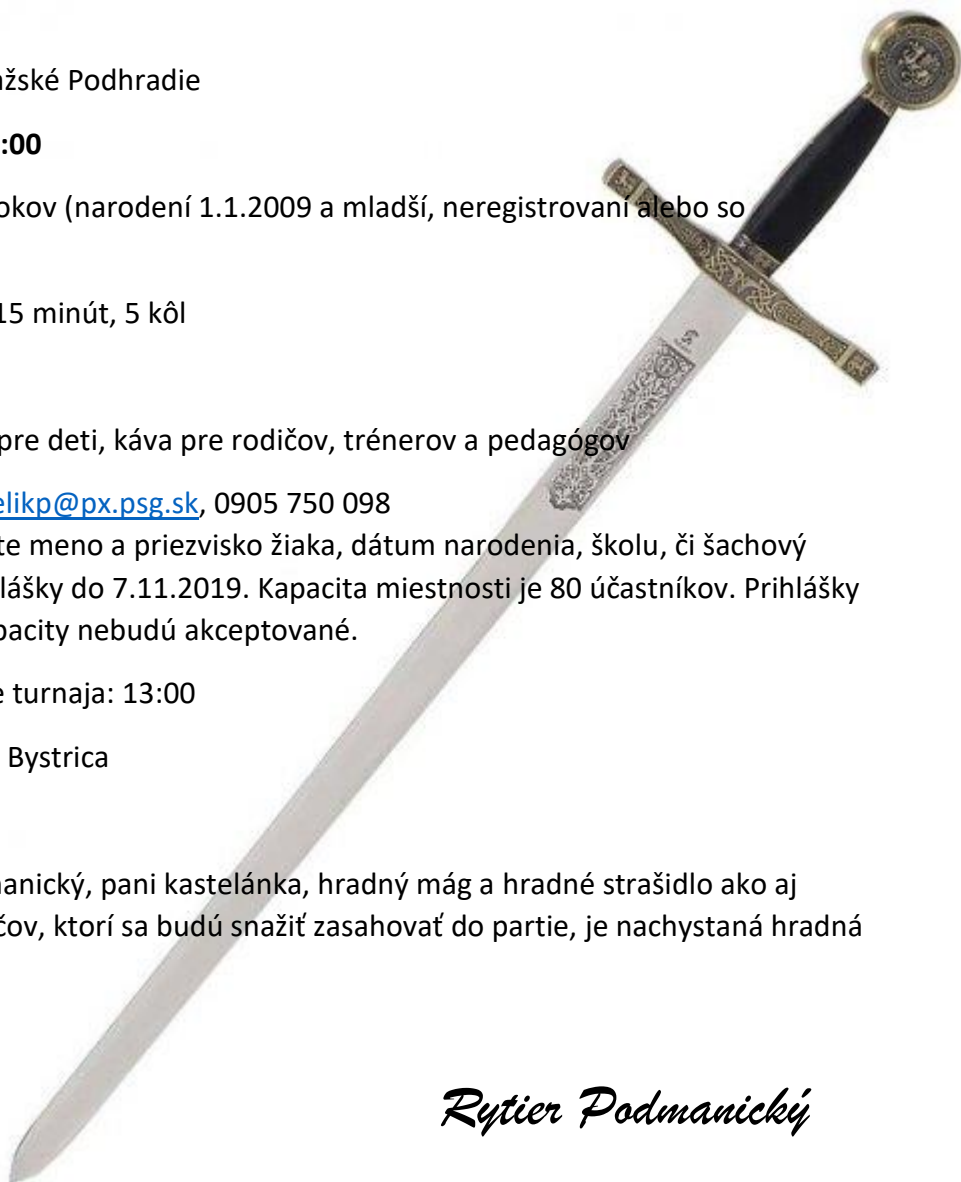 ažské Podhradie
:00
okov (narodení 1.1.2009 a mladší, neregistrovaní alebo so
15 minút, 5 kôl
pre deti, káva pre rodičov, trénerov a pedagógov
elikp@px.psg.sk, 0905 750 098
te meno a priezvisko žiaka, dátum narodenia, školu, či šachový
lášky do 7.11.2019. Kapacita miestnosti je 80 účastníkov. Prihlášky
pacity nebudú akceptované.
e turnaja: 13:00
Bystrica
nanický, pani kastelánka, hradný mág a hradné strašidlo ako aj
čov, ktorí sa budú snažiť zasahovať do partie, je nachystaná hradná
Rytier Podmanický